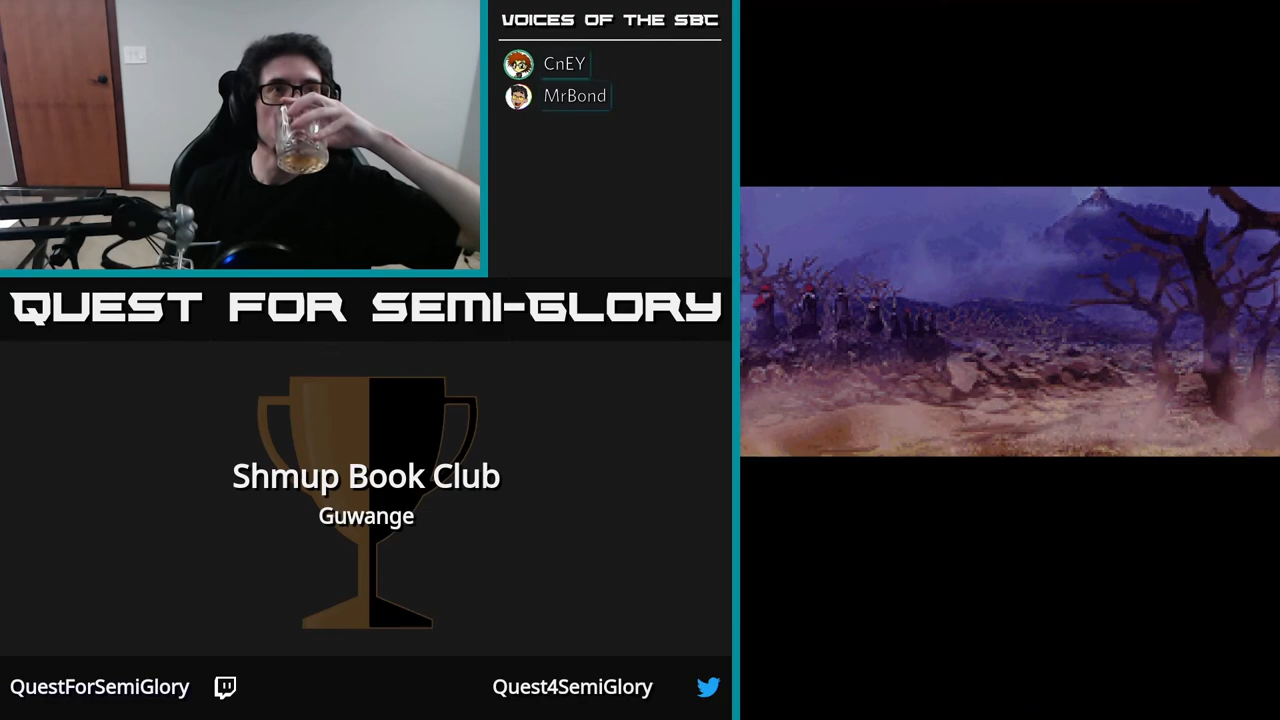 VOICES OF THE SBC
CnEY
MrBond
QUEST FOR SEMI-GLORY
Shmup Book Club
Guwange
QuestForSemiGlory
Quest4SemiGlory